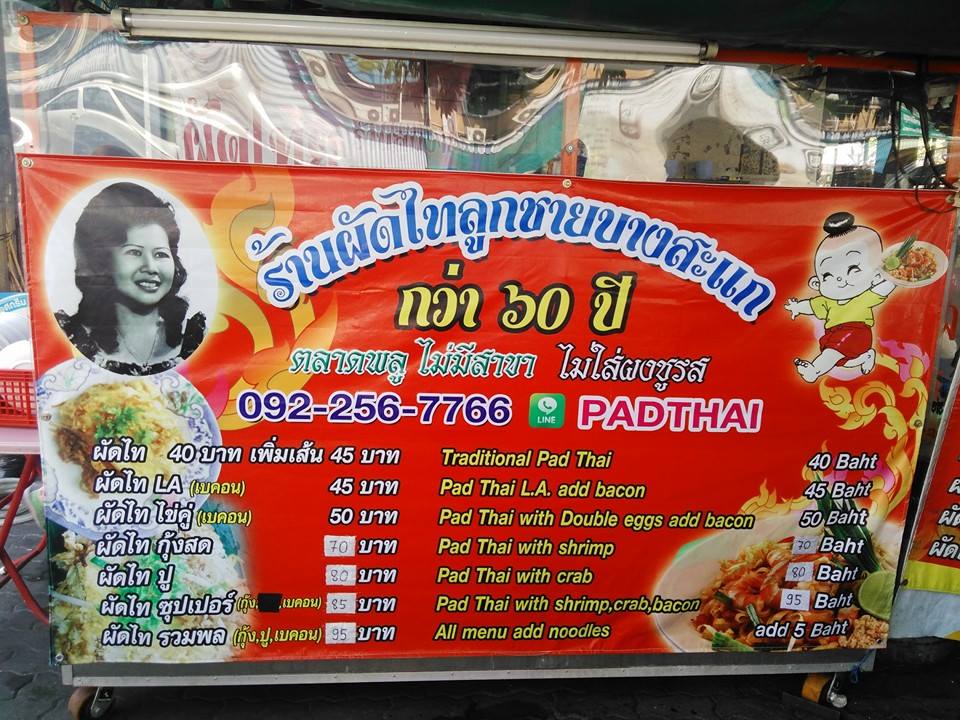 ร้านผัดไทลูกชายบางสะแก
กว่า ๖๐ ปี
ตลาดพลู ไม่มีสาขา ไม่ใส่ผงชูรส
092-256-7766 LINE PADTHAI
ผัดไท 40 บาท เพิ่มเส้น 45 บาท Traditional Pad Thai 40 Baht
ผัดไท LA (เบคอน) 45 บาท Pad Thai L.A. add bacon 45 Baht
ผัดไท ไข่คู่ (เบคอน) 50 บาท Pad Thai with Double eggs add bacon 50 Baht
ผัดไท กุ้งสด 70 บาท Pad Thai with shrimp 70 Baht
ผัดไท ปู 80 บาท Pad Thai with crab 80 Baht
ผัดไท ซุปเปอร์ (กุ้ง, ,เบคอน) 85 บาท Pad Thai with shrimp,crab,bacon 95 Baht
ผัดไท รวมพล (กุ้ง,ปู,เบคอน) 95 บาท All menu add noodles add 5 Baht